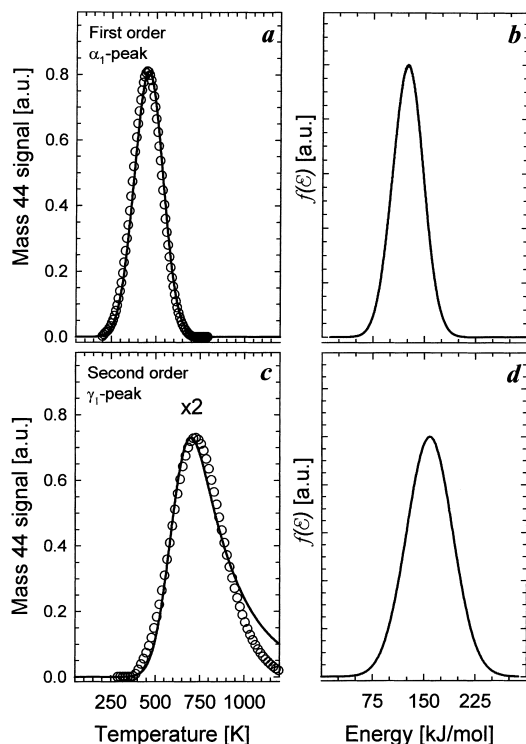 First order
α₁-peak
a
b
0.8
0.6
0.4
0.2
0.0
Mass 44 signal [a.u.]
f(ℰ) [a.u.]
Second order
γ₁-peak
c
x2
d
0.8
0.6
0.4
0.2
0.0
Mass 44 signal [a.u.]
f(ℰ) [a.u.]
250 500 750 1000
75 150 225
Temperature [K]
Energy [kJ/mol]